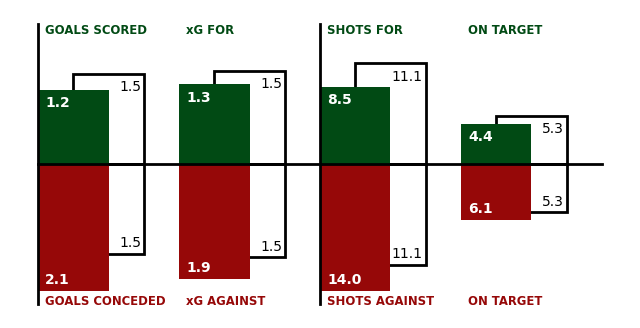 GOALS SCORED xG FOR SHOTS FOR ON TARGET
1.5 1.5 11.1 5.3
1.2 1.3 8.5 4.4
2.1 1.9 14.0 6.1
1.5 1.5 11.1 5.3
GOALS CONCEDED xG AGAINST SHOTS AGAINST ON TARGET